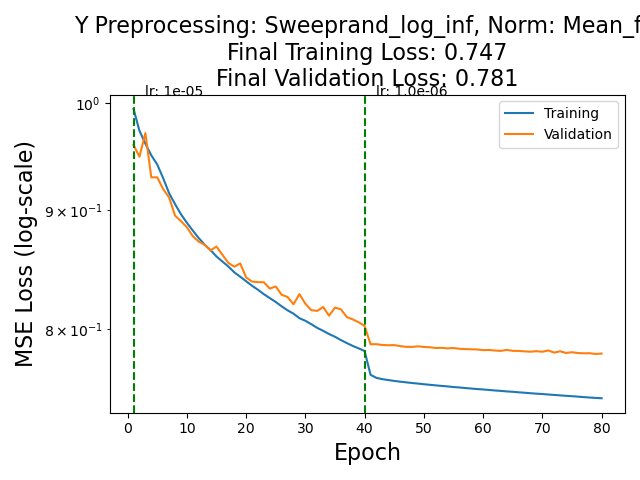 Y Preprocessing: Sweeprand_log_inf, Norm: Mean_f
Final Training Loss: 0.747
Final Validation Loss: 0.781
lr: 1e-05
lr: 1.0e-06
Training
Validation
10⁰
9 × 10⁻¹
8 × 10⁻¹
MSE Loss (log-scale)
0 10 20 30 40 50 60 70 80
Epoch